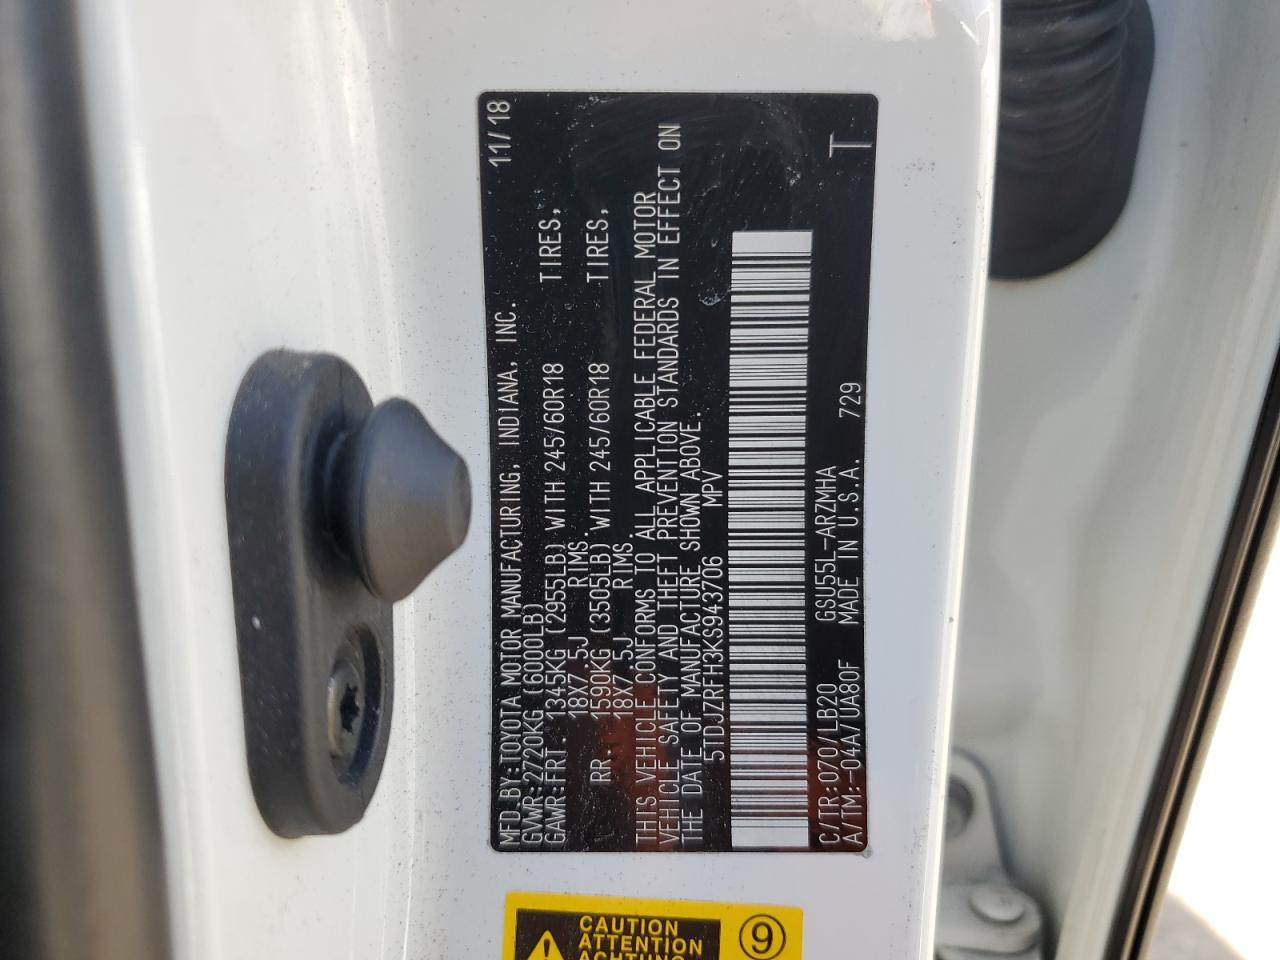 MFD.BY:TOYOTA MOTOR MANUFACTURING, INDIANA, INC. 11/18
GVWR:2720KG (6000LB)
GAWR:FRT. 1345KG (2955LB) WITH 245/60R18 TIRES,
18X7.5J RIMS.
RR. 1590KG (3505LB) WITH 245/60R18 TIRES,
18X7.5J RIMS.
THIS VEHICLE CONFORMS TO ALL APPLICABLE FEDERAL MOTOR
VEHICLE SAFETY AND THEFT PREVENTION STANDARDS IN EFFECT ON
THE DATE OF MANUFACTURE SHOWN ABOVE.
5TDJZRFH3KS943706 MPV
C/TR:070/LB20 GSU55L-ARZMHA T
A/TM:-04A/UA80F MADE IN U.S.A. 729
CAUTION
ATTENTION
ACHTUNG
9